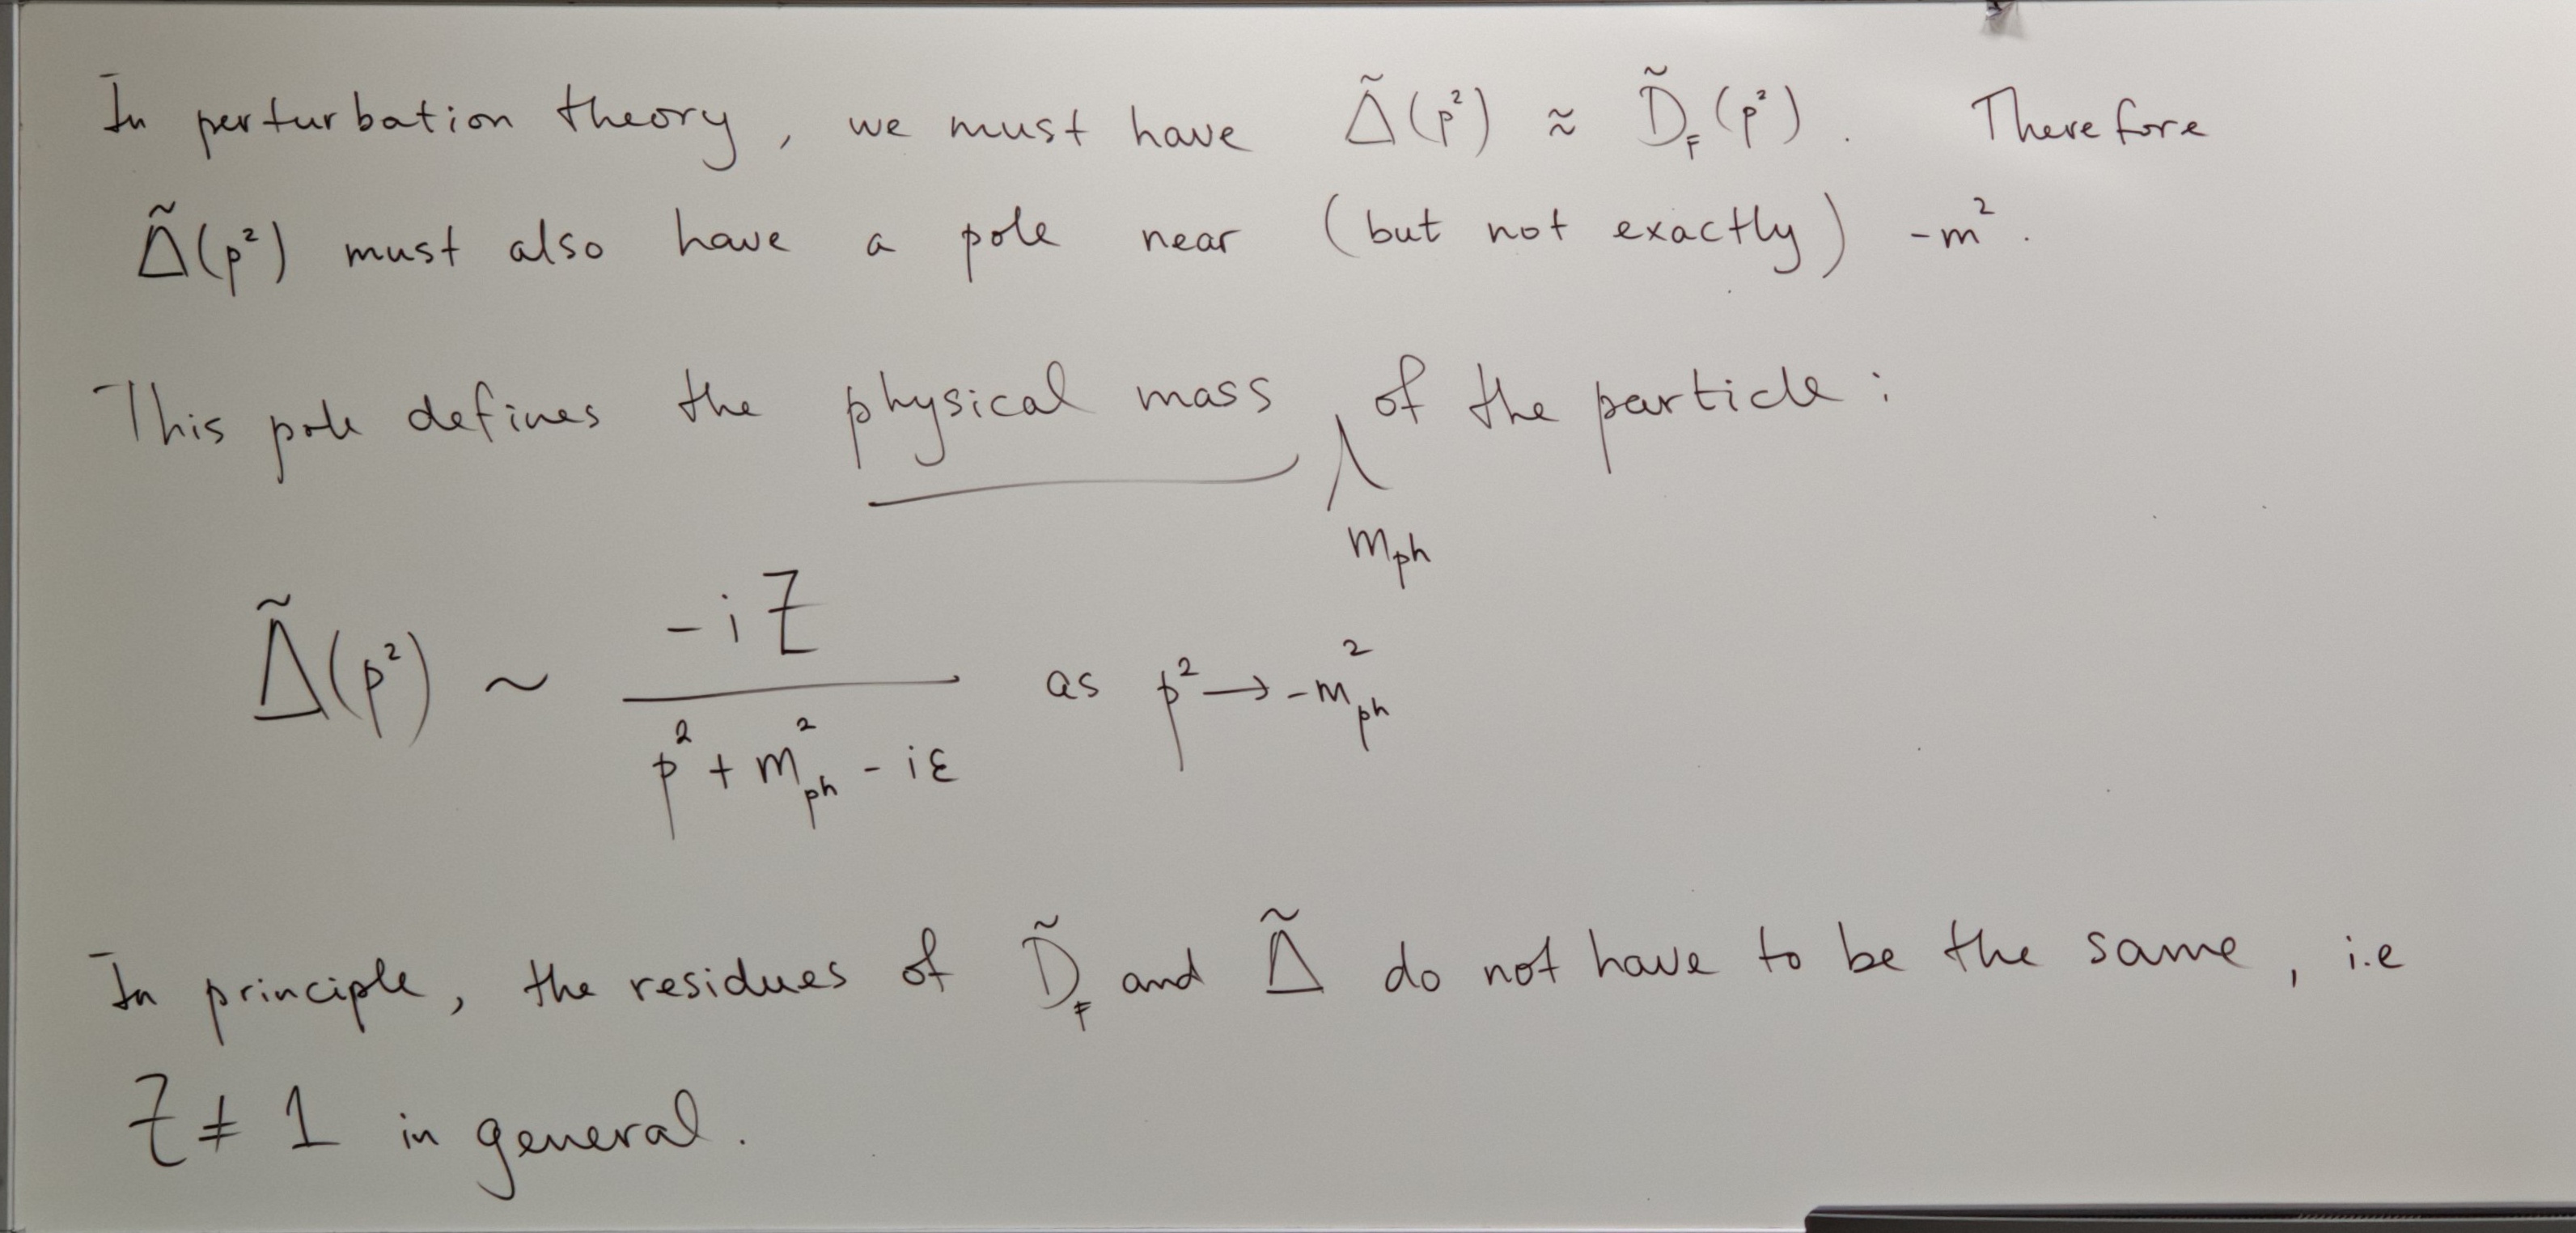 In perturbation theory, we must have Δ̃(p²) ≈ D̃_F(p²). Therefore
Δ̃(p²) must also have a pole near (but not exactly) -m².
This pole defines the physical mass ⋏ of the particle:
m_ph
Δ̃(p²) ~ -iZ / (p² + m²_ph - iε) as p² → -m²_ph
In principle, the residues of D̃_F and Δ̃ do not have to be the same, i.e
Z ≠ 1 in general.